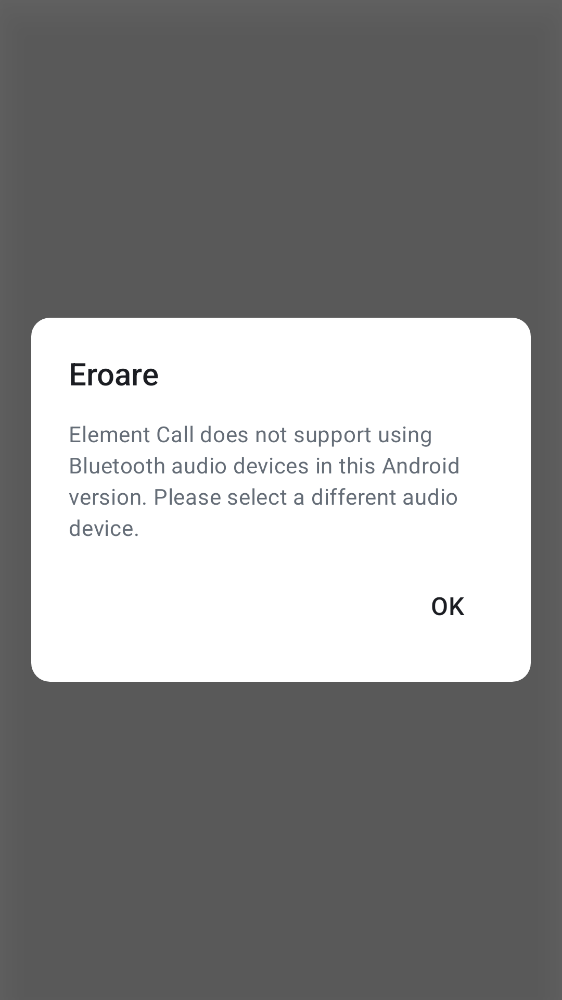 Eroare
Element Call does not support using
Bluetooth audio devices in this Android
version. Please select a different audio
device.
OK